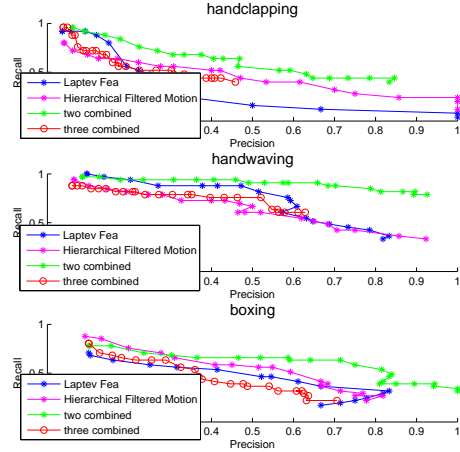 handclapping
1
0.5
Recall
Laptev Fea
Hierarchical Filtered Motion
two combined
three combined
0.4 0.5 0.6 0.7 0.8 0.9 1
Precision
handwaving
1
0.5
Recall
Laptev Fea
Hierarchical Filtered Motion
two combined
three combined
0.4 0.5 0.6 0.7 0.8 0.9 1
Precision
boxing
1
0.5
Recall
Laptev Fea
Hierarchical Filtered Motion
two combined
three combined
0.4 0.5 0.6 0.7 0.8 0.9 1
Precision